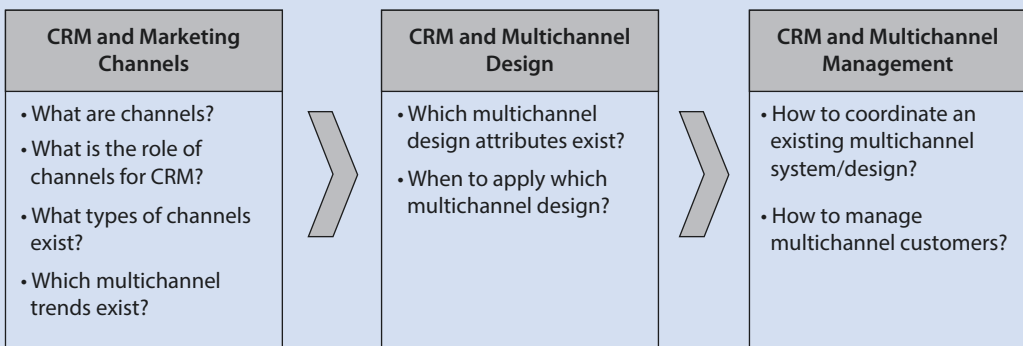 CRM and Marketing
Channels
• What are channels?
• What is the role of
channels for CRM?
• What types of channels
exist?
• Which multichannel
trends exist?
CRM and Multichannel
Design
• Which multichannel
design attributes exist?
• When to apply which
multichannel design?
CRM and Multichannel
Management
• How to coordinate an
existing multichannel
system/design?
• How to manage
multichannel customers?